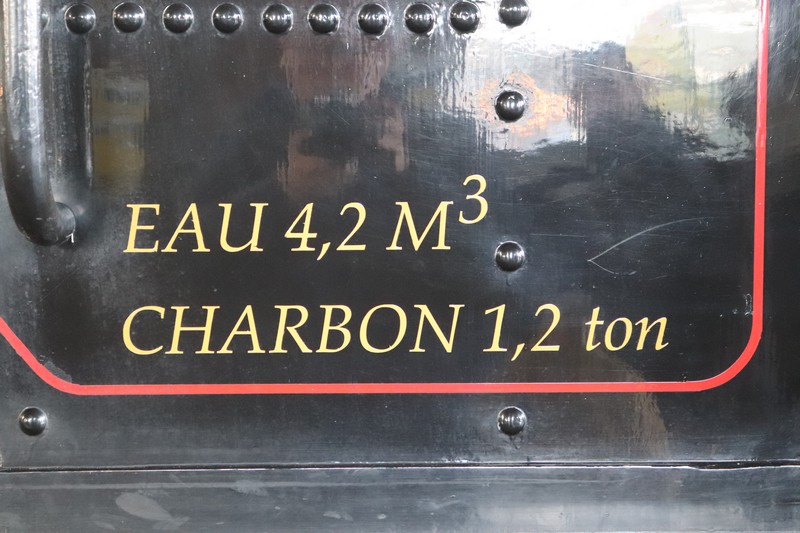 EAU 4,2 M³
CHARBON 1,2 ton